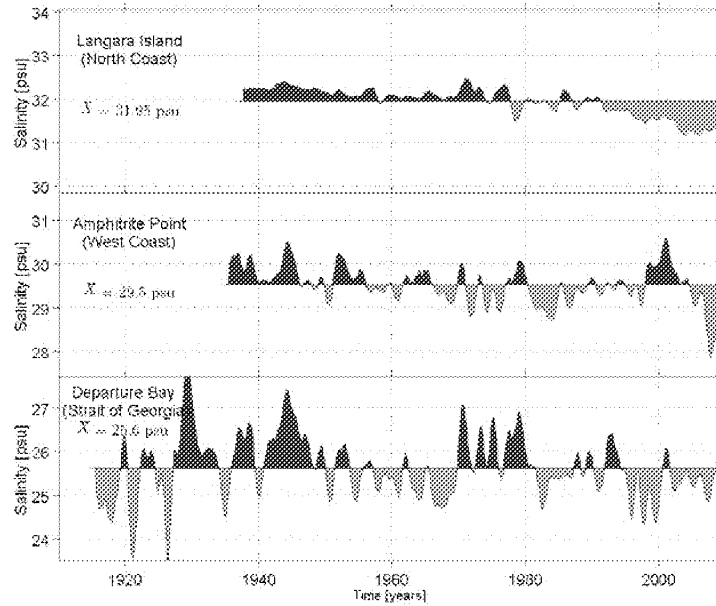 34
33
32
31
30
Salinity [psu]
Langara Island
(North Coast)
X̄ = 31.95 psu
31
30
29
28
Salinity [psu]
Amphitrite Point
(West Coast)
X̄ = 29.5 psu
27
26
25
24
Salinity [psu]
Departure Bay
(Strait of Georgia)
X̄ = 25.6 psu
1920 1940 1960 1980 2000
Time [years]